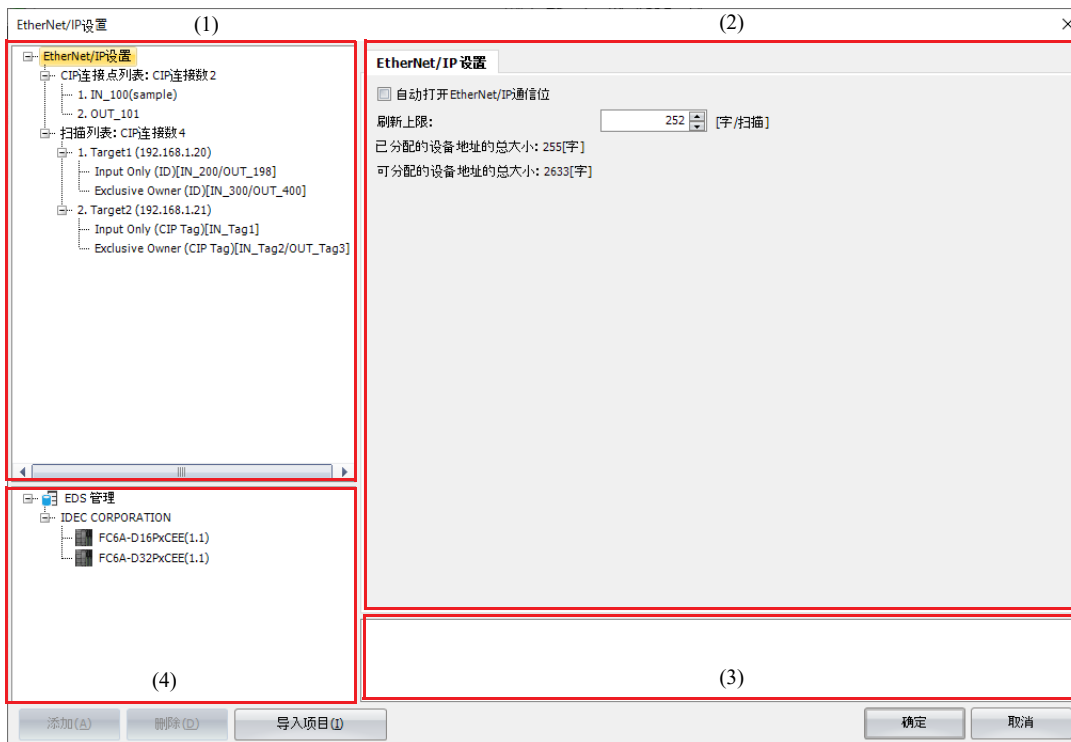 EtherNet/IP设置
(1)
(2)
EtherNet/IP设置
CIP连接点列表: CIP连接数2
1. IN_100(sample)
2. OUT_101
扫描列表: CIP连接数4
1. Target1 (192.168.1.20)
Input Only (ID)[IN_200/OUT_198]
Exclusive Owner (ID)[IN_300/OUT_400]
2. Target2 (192.168.1.21)
Input Only (CIP Tag)[IN_Tag1]
Exclusive Owner (CIP Tag)[IN_Tag2/OUT_Tag3]
EtherNet/IP 设置
自动打开EtherNet/IP通信位
刷新上限: 252 [字/扫描]
已分配的设备地址的总大小: 255[字]
可分配的设备地址的总大小: 2633[字]
EDS 管理
IDEC CORPORATION
FC6A-D16PxCEE(1.1)
FC6A-D32PxCEE(1.1)
(4)
(3)
添加(A) 删除(D) 导入项目(I) 确定 取消